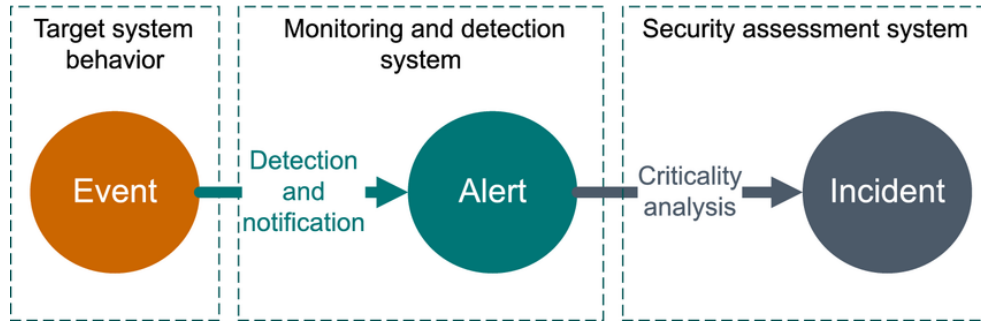 Target system
behavior
Monitoring and detection
system
Security assessment system
Event
Detection
and
notification
Alert
Criticality
analysis
Incident